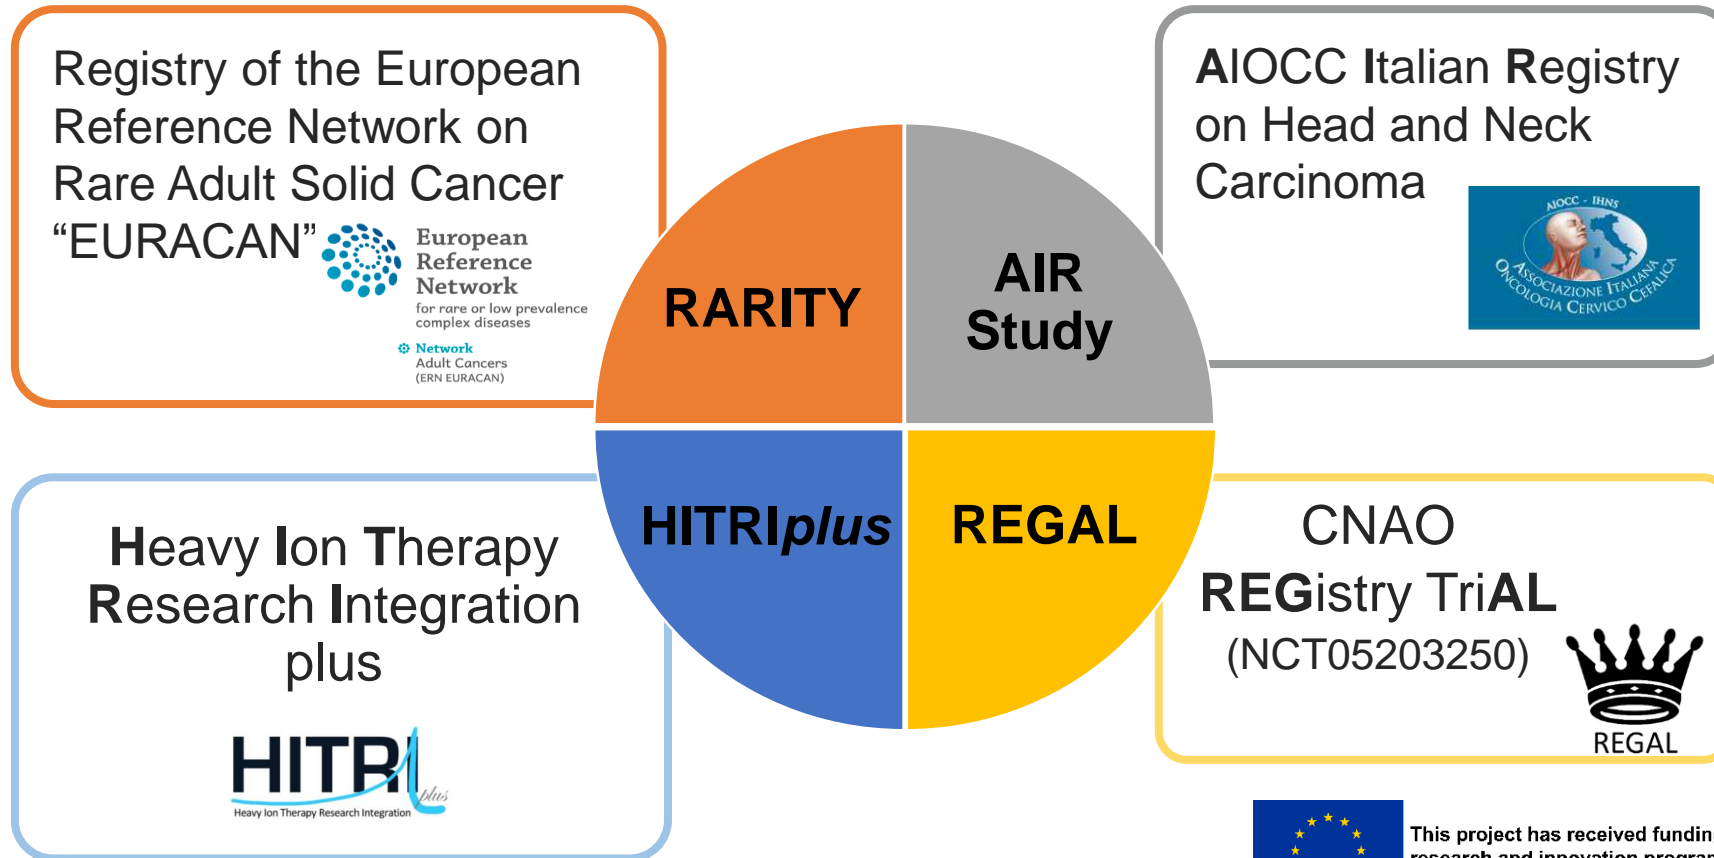 Registry of the European
Reference Network on
Rare Adult Solid Cancer
“EURACAN”
European
Reference
Network
for rare or low prevalence
complex diseases
Network
Adult Cancers
(ERN EURACAN)
AIOCC Italian Registry
on Head and Neck
Carcinoma
AIOCC - IHNS
ASSOCIAZIONE ITALIANA
ONCOLOGIA CERVICO CEFALICA
RARITY
AIR
Study
HITRIplus
REGAL
Heavy Ion Therapy
Research Integration
plus
HITRI plus
Heavy Ion Therapy Research Integration
CNAO
REGistry TriAL
(NCT05203250)
REGAL
This project has received
research and innovation